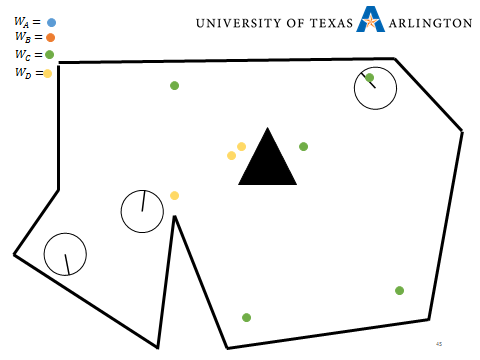 W_A =
UNIVERSITY OF TEXAS A ARLINGTON
W_B =
W_C =
W_D =
45